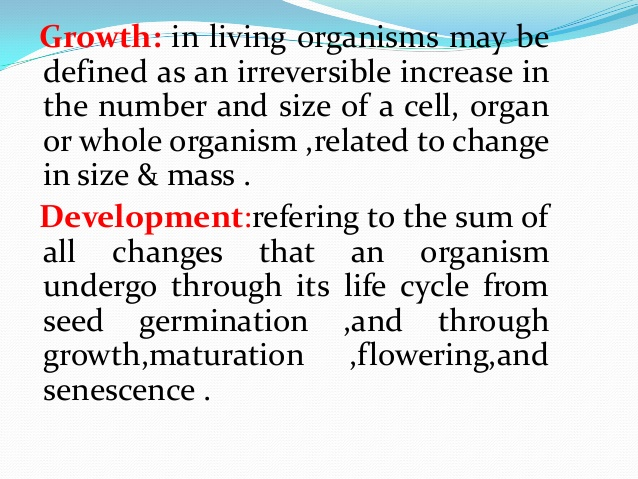 Growth: in living organisms may be
defined as an irreversible increase in
the number and size of a cell, organ
or whole organism ,related to change
in size & mass .
Development:refering to the sum of
all changes that an organism
undergo through its life cycle from
seed germination ,and through
growth,maturation ,flowering,and
senescence .